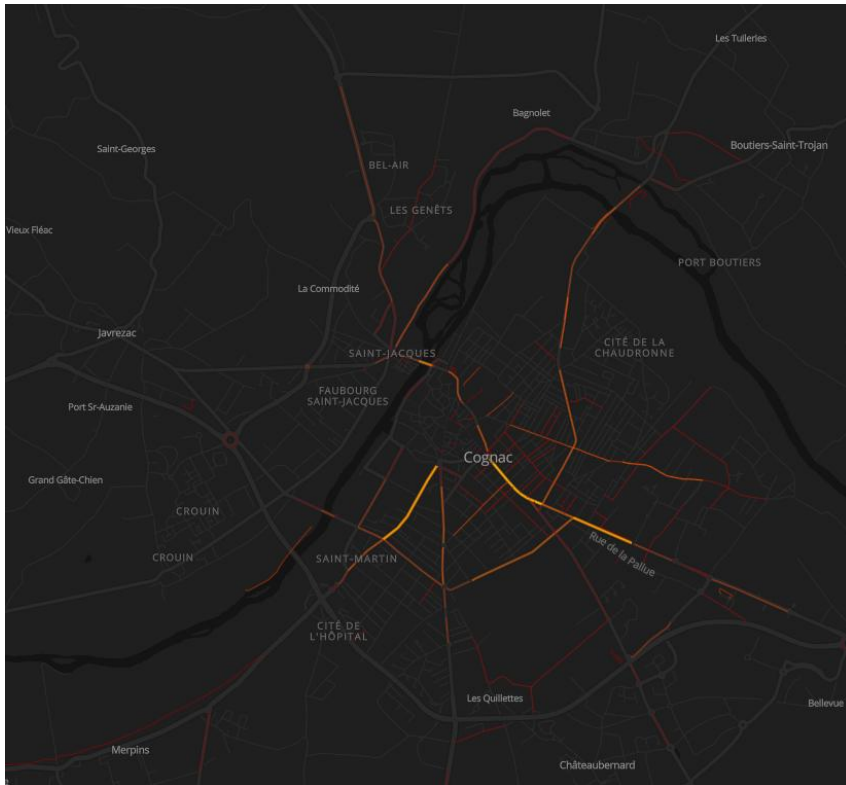 Les Tuileries
Bagnolet
Saint-Georges
Boutiers-Saint-Trojan
BEL-AIR
LES GENÊTS
Vieux Fléac
PORT BOUTIERS
La Commodité
Javrezac
SAINT-JACQUES
CITÉ DE LA
CHAUDRONNE
FAUBOURG
SAINT-JACQUES
Port Sr-Auzanie
Cognac
Grand Gâte-Chien
CROUIN
Rue de la Pallue
CROUIN
SAINT-MARTIN
CITÉ DE
L'HÔPITAL
Les Quillettes
Bellevue
Merpins
Châteaubernard